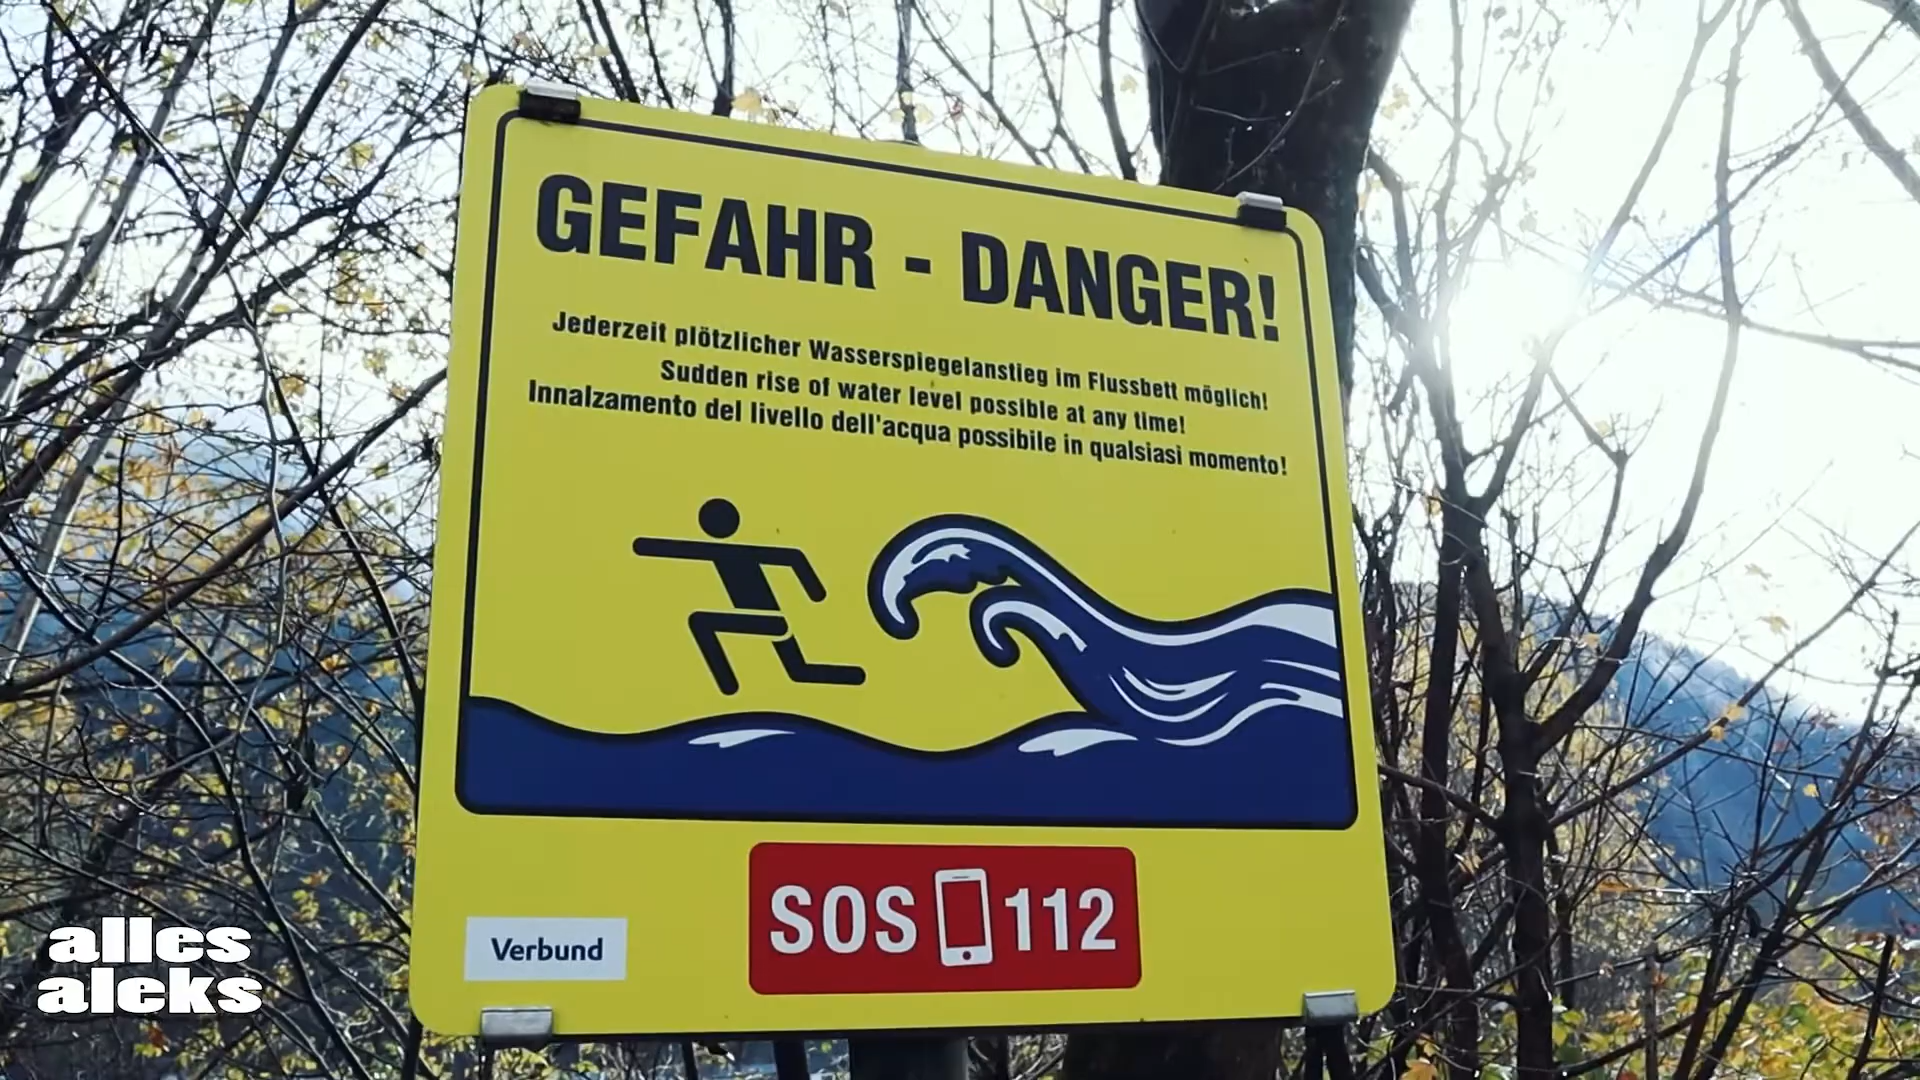 GEFAHR - DANGER!
Jederzeit plötzlicher Wasserspiegelanstieg im Flussbett möglich!
Sudden rise of water level possible at any time!
Innalzamento del livello dell'acqua possibile in qualsiasi momento!
SOS 112
Verbund
alles
aleks